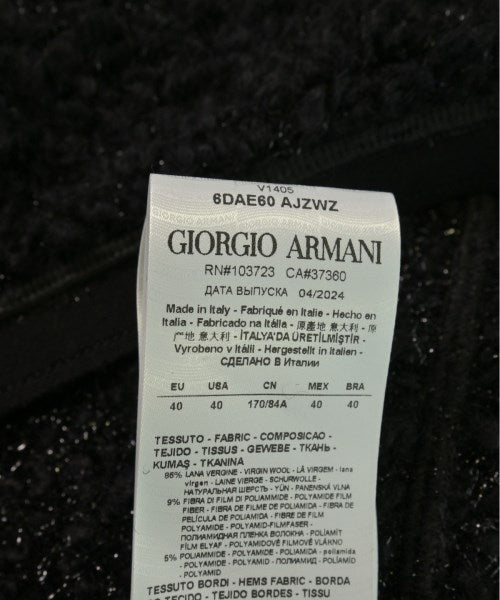 V1405
6DAE60 AJZWZ
GIORGIO ARMANI
RN#103723 CA#37360
ДАТА ВЫПУСКА 04/2024
Made in Italy - Fabriqué en Italie - Hecho en
Italia - Fabricado na Itália - 原產地 意大利 - 原
产地 意大利 - İTALYA'DA ÜRETİLMİŞTİR -
Vyrobeno v Itálii - Hergestellt in Italien -
СДЕЛАНО В Италии
EU USA CN MEX BRA
40 40 170/84A 40 40
TESSUTO - FABRIC - COMPOSICAO -
TEJIDO - TISSUS - GEWEBE - ТКАНЬ -
KUMAŞ - TKANINA
86% LANA VERGINE - VIRGIN WOOL - LÃ VIRGEM - lana
virgen - LAINE VIERGE - SCHURWOLLE -
НАТУРАЛЬНАЯ ШЕРСТЬ - YÜN - PANENSKÁ VLNA
9% FIBRA DI FILM DI POLIAMMIDE - POLYAMIDE FILM
FIBER - FIBRA DE FILME DE POLIAMIDA - FIBRA DE
PELÍCULA DE POLIAMIDA - FIBRE DE FILM
POLYAMIDE - POLYAMID-FILMFASER -
ПОЛИАМИДНАЯ ПЛЕНКА ВОЛОКНА - POLİAMİT
FİLM ELYAF - POLYAMIDOVÉ FILMOVÉ VLÁKNO
5% POLIAMMIDE - POLYAMIDE - POLIAMIDA - poliamida
- POLYAMIDE - POLYAMID - ПОЛИАМИД - POLİAMİD
- POLYAMID
TESSUTO BORDI - HEMS FABRIC - BORDA
TECIDO - TEJIDO BORDES - TISSU